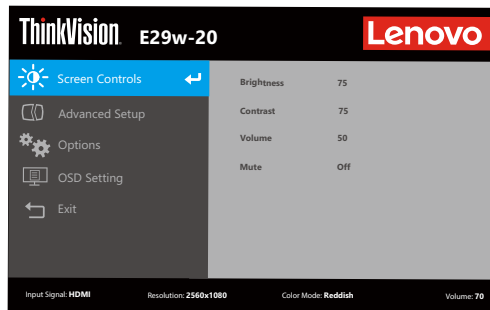 ThinkVision. E29w-20 Lenovo
Screen Controls
Advanced Setup
Options
OSD Setting
Exit
Brightness 75
Contrast 75
Volume 50
Mute Off
Input Signal: HDMI Resolution: 2560x1080 Color Mode: Reddish Volume: 70